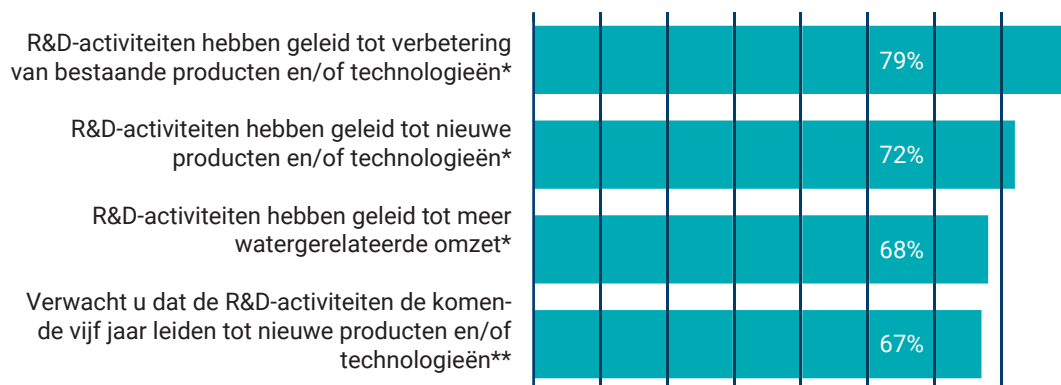 R&D-activiteiten hebben geleid tot verbetering
van bestaande producten en/of technologieën*
79%
R&D-activiteiten hebben geleid tot nieuwe
producten en/of technologieën*
72%
R&D-activiteiten hebben geleid tot meer
watergerelateerde omzet*
68%
Verwacht u dat de R&D-activiteiten de komen-
de vijf jaar leiden tot nieuwe producten en/of
technologieën**
67%